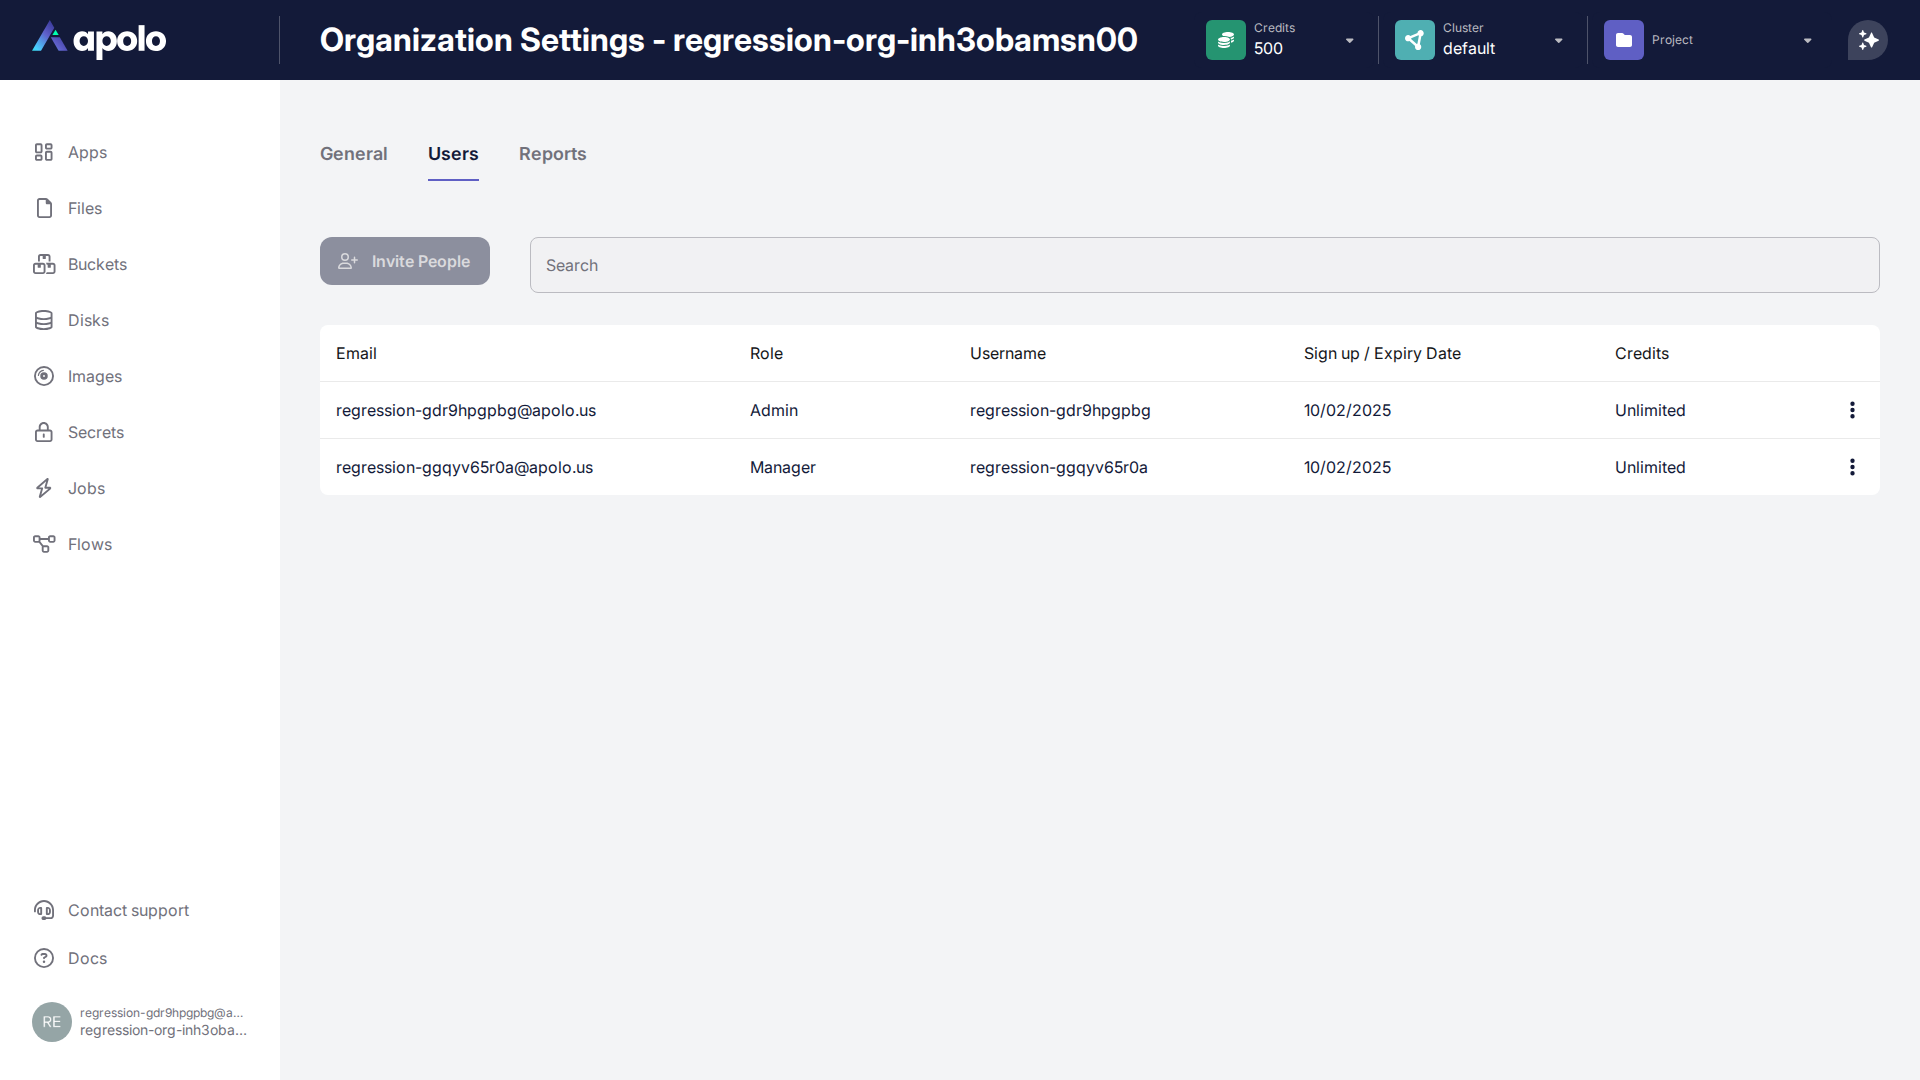 apolo
Organization Settings - regression-org-inh3obamsn00
Credits
500
Cluster
default
Project
Apps
Files
Buckets
Disks
Images
Secrets
Jobs
Flows
Contact support
Docs
RE
regression-gdr9hpgpbg@a...
regression-org-inh3oba...
General Users Reports
Invite People
Search
Email Role Username Sign up / Expiry Date Credits
regression-gdr9hpgpbg@apolo.us Admin regression-gdr9hpgpbg 10/02/2025 Unlimited
regression-ggqyv65r0a@apolo.us Manager regression-ggqyv65r0a 10/02/2025 Unlimited